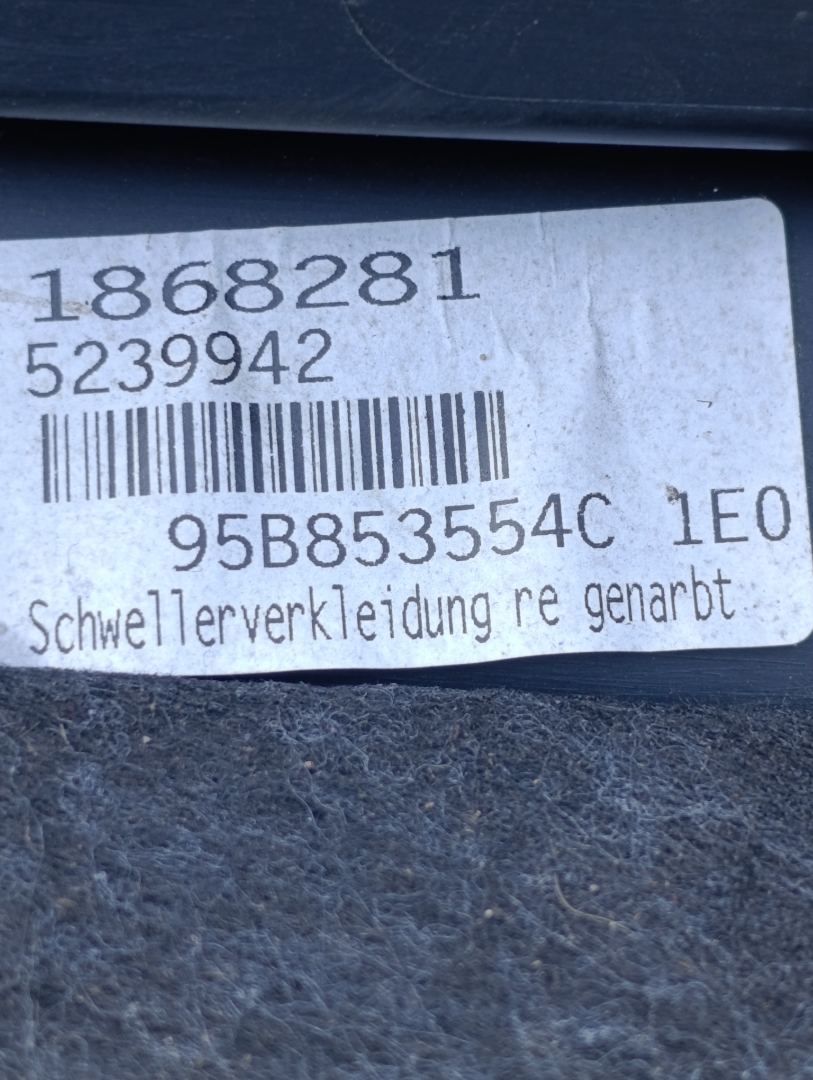 1868281
5239942
95B853554C 1E0
Schwellerverkleidung re genarbt